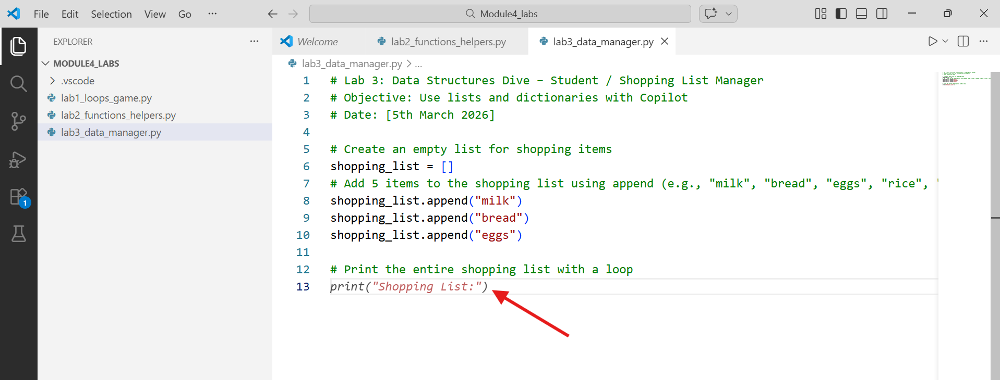 File Edit Selection View Go ···
Module4_labs
EXPLORER ···
MODULE4_LABS
.vscode
lab1_loops_game.py
lab2_functions_helpers.py
lab3_data_manager.py
1
Welcome
lab2_functions_helpers.py
lab3_data_manager.py
lab3_data_manager.py > ...
1 # Lab 3: Data Structures Dive – Student / Shopping List Manager
2 # Objective: Use lists and dictionaries with Copilot
3 # Date: [5th March 2026]
4
5 # Create an empty list for shopping items
6 shopping_list = []
7 # Add 5 items to the shopping list using append (e.g., "milk", "bread", "eggs", "rice", "
8 shopping_list.append("milk")
9 shopping_list.append("bread")
10 shopping_list.append("eggs")
11
12 # Print the entire shopping list with a loop
13 print("Shopping List:")